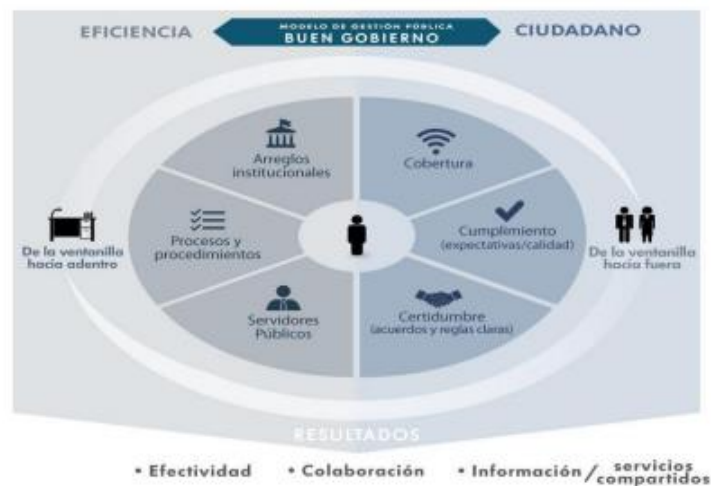 MODELO DE GESTIÓN PÚBLICA
EFICIENCIA
BUEN GOBIERNO
CIUDADANO
Arreglos
institucionales
Cobertura
Procesos y
procedimientos
Cumplimiento
(expectativas/calidad)
De la ventanilla
hacia adentro
De la ventanilla
hacia fuera
Servidores
Públicos
Certidumbre
(acuerdos y reglas claras)
RESULTADOS
• Efectividad
• Colaboración
• Información/servicios
compartidos